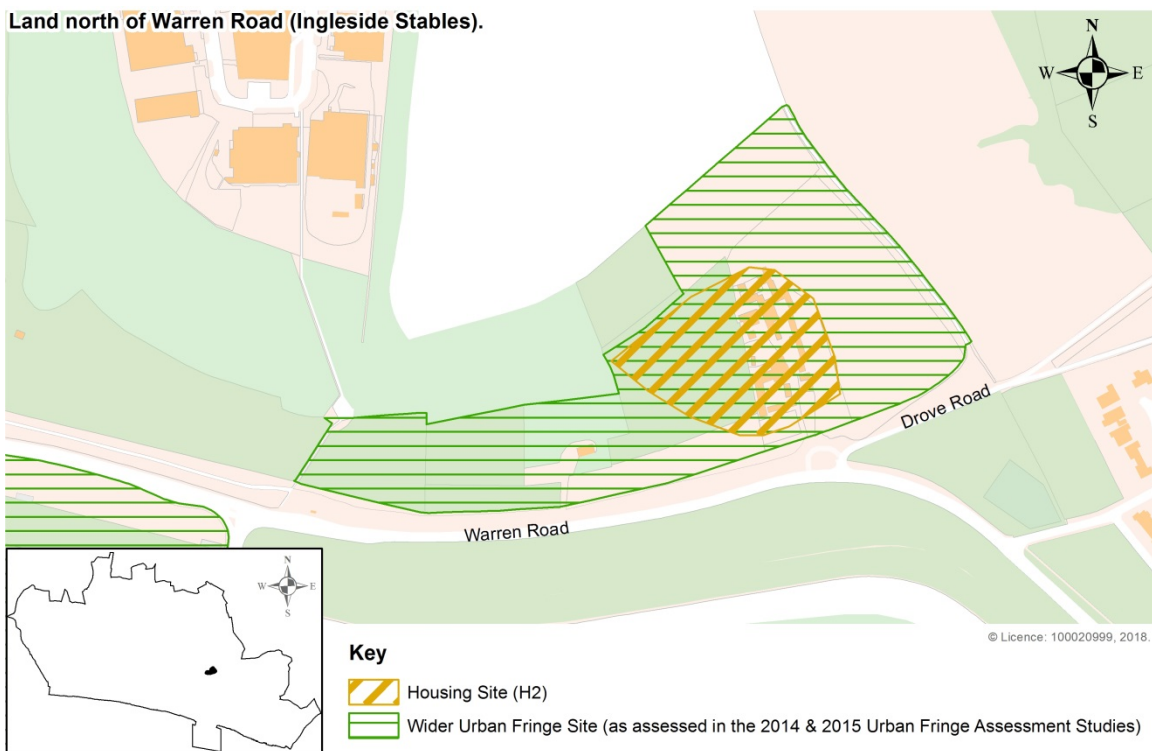 Land north of Warren Road (Ingleside Stables).
N
W E
S
Drove Road
Warren Road
N
W E
S
© Licence: 100020999, 2018.
Key
Housing Site (H2)
Wider Urban Fringe Site (as assessed in the 2014 & 2015 Urban Fringe Assessment Studies)